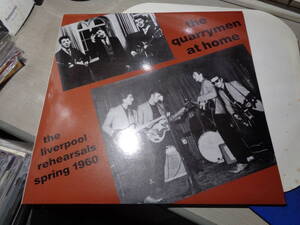 the
quarrymen
at home
the
liverpool
rehearsals
spring 1960